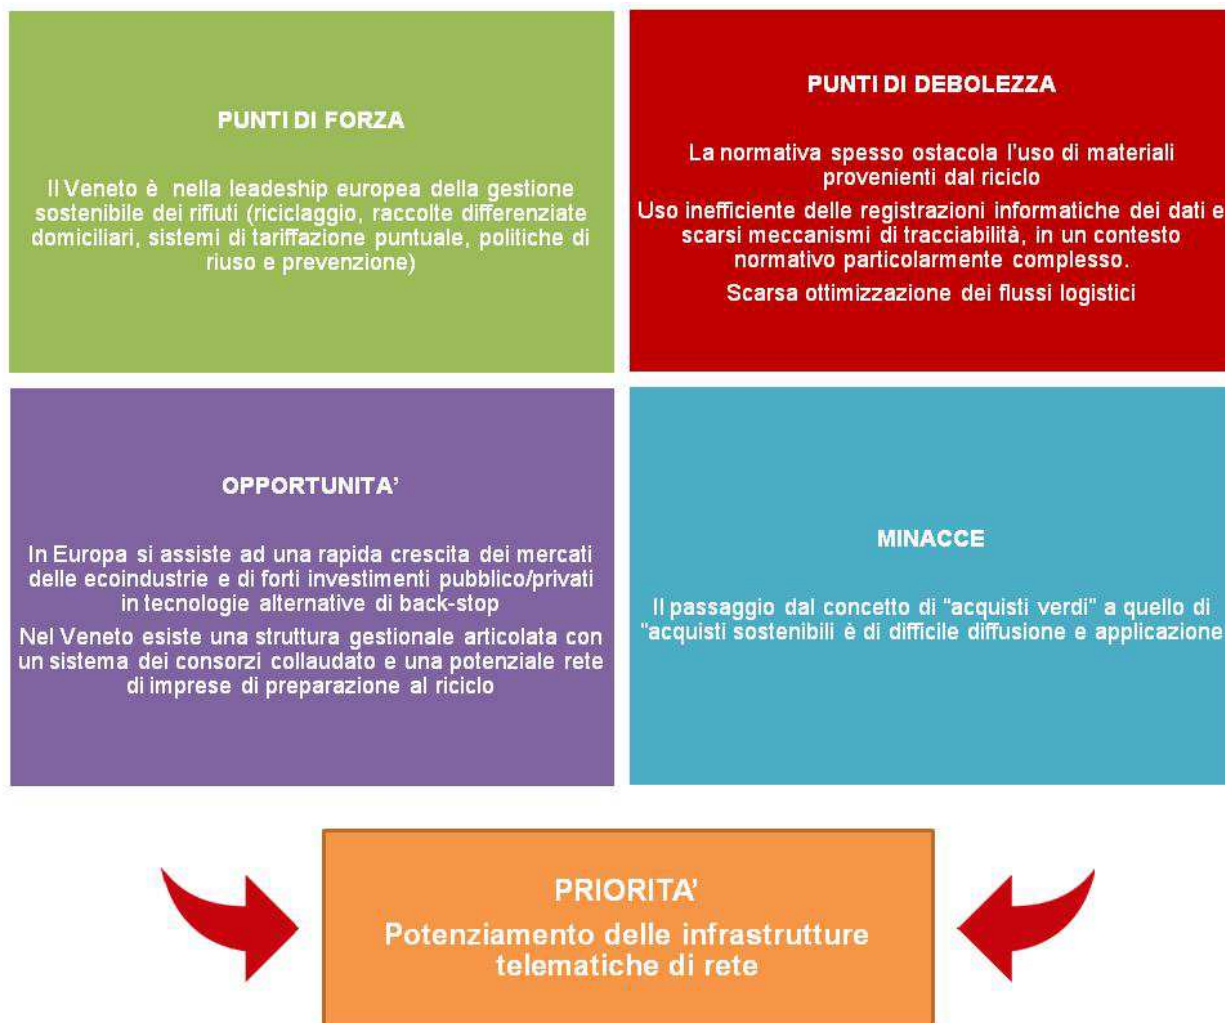 PUNTI DI FORZA
Il Veneto è nella leadeship europea della gestione
sostenibile dei rifiuti (riciclaggio, raccolte differenziate
domiciliari, sistemi di tariffazione puntuale, politiche di
riuso e prevenzione)
PUNTI DI DEBOLEZZA
La normativa spesso ostacola l'uso di materiali
provenienti dal riciclo
Uso inefficiente delle registrazioni informatiche dei dati e
scarsi meccanismi di tracciabilità, in un contesto
normativo particolarmente complesso.
Scarsa ottimizzazione dei flussi logistici
OPPORTUNITA'
In Europa si assiste ad una rapida crescita dei mercati
delle ecoindustrie e di forti investimenti pubblico/privati
in tecnologie alternative di back-stop
Nel Veneto esiste una struttura gestionale articolata con
un sistema dei consorzi collaudato e una potenziale rete
di imprese di preparazione al riciclo
MINACCE
Il passaggio dal concetto di "acquisti verdi" a quello di
"acquisti sostenibili è di difficile diffusione e applicazione
PRIORITA'
Potenziamento delle infrastrutture
telematiche di rete